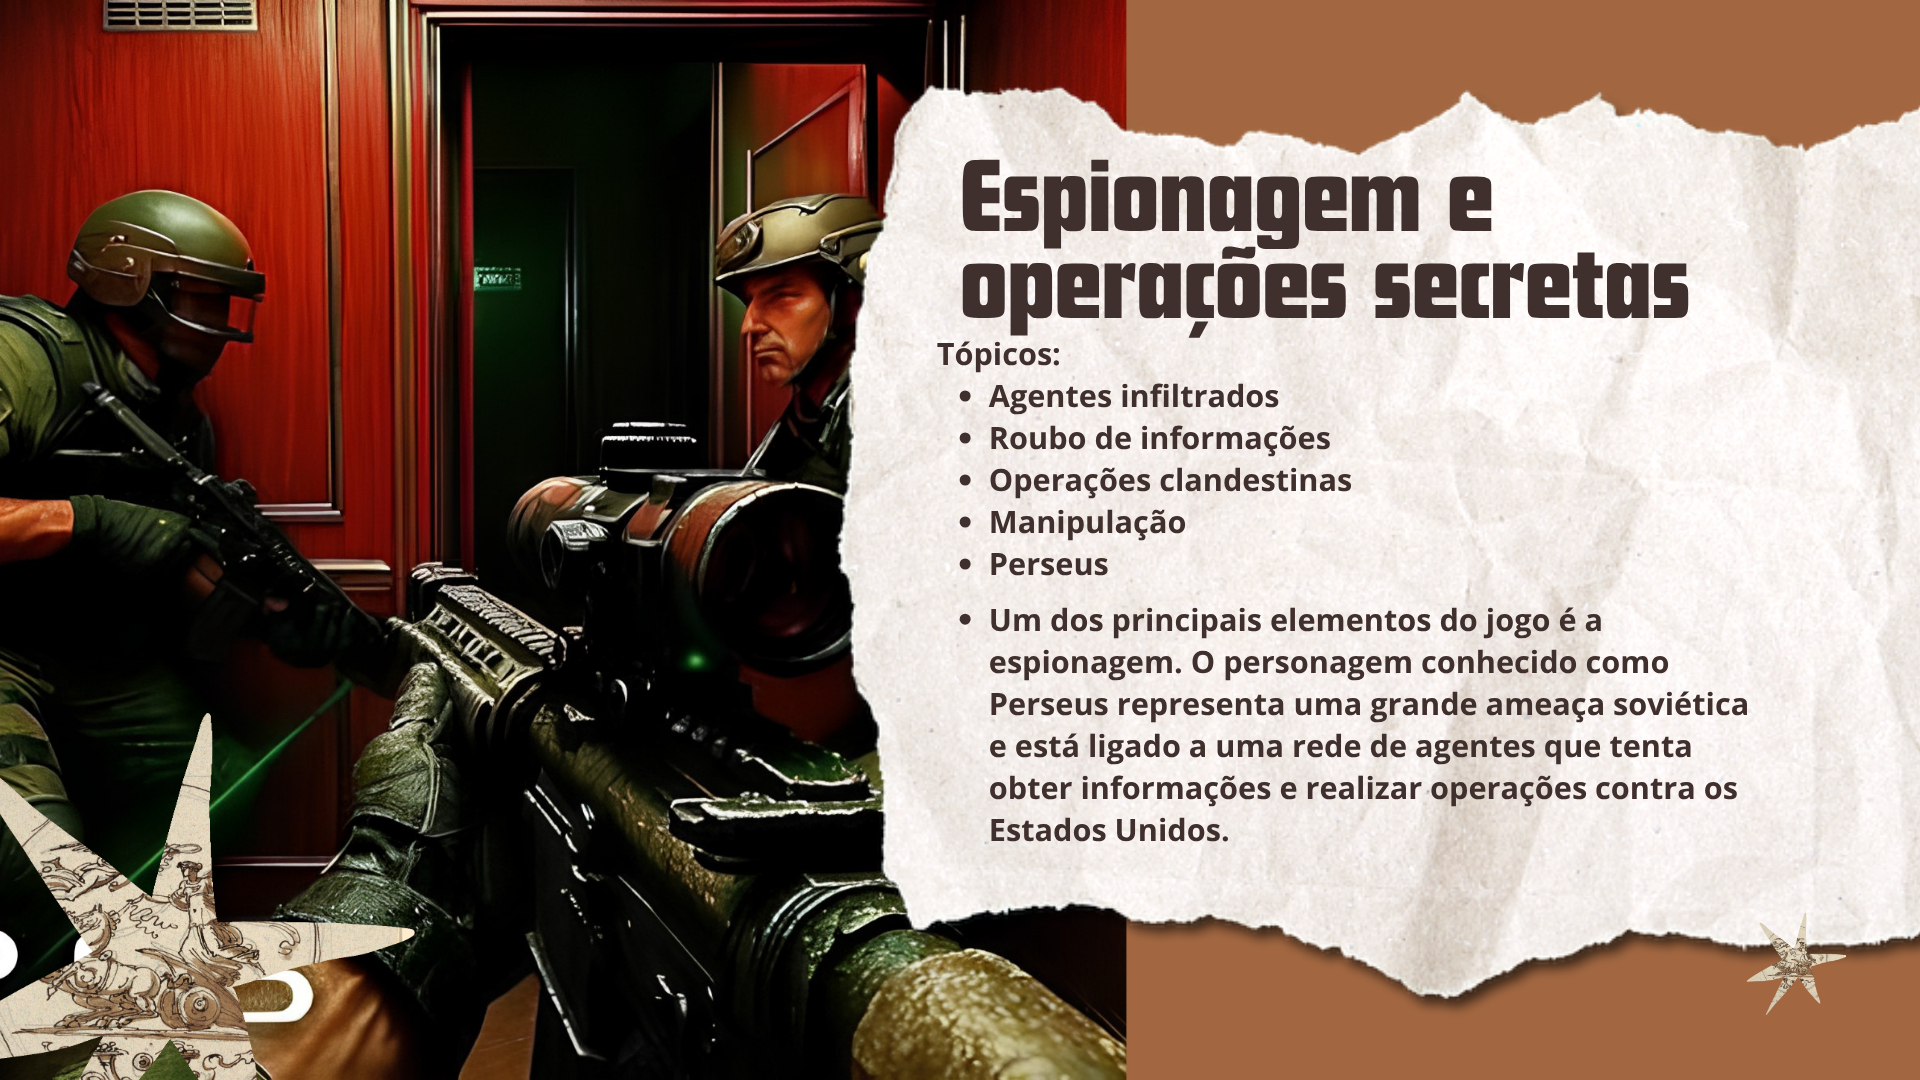 Espionagem e
operações secretas
Tópicos:
• Agentes infiltrados
• Roubo de informações
• Operações clandestinas
• Manipulação
• Perseus
• Um dos principais elementos do jogo é a
espionagem. O personagem conhecido como
Perseus representa uma grande ameaça soviética
e está ligado a uma rede de agentes que tenta
obter informações e realizar operações contra os
Estados Unidos.